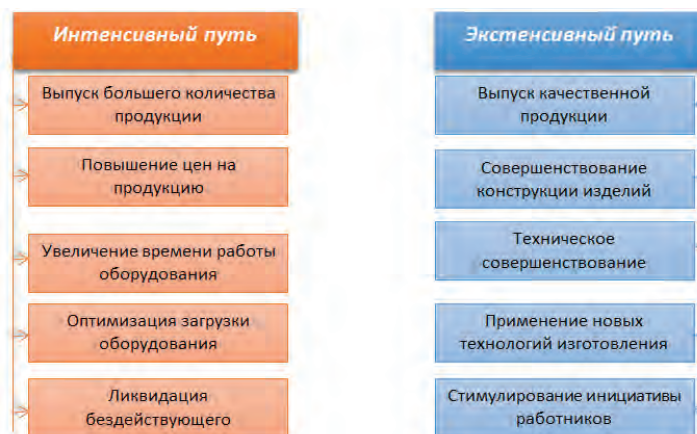 Интенсивный путь
Выпуск большего количества
продукции
Повышение цен на
продукцию
Увеличение времени работы
оборудования
Оптимизация загрузки
оборудования
Ликвидация
бездействующего
Экстенсивный путь
Выпуск качественной
продукции
Совершенствование
конструкции изделий
Техническое
совершенствование
Применение новых
технологий изготовления
Стимулирование инициативы
работников